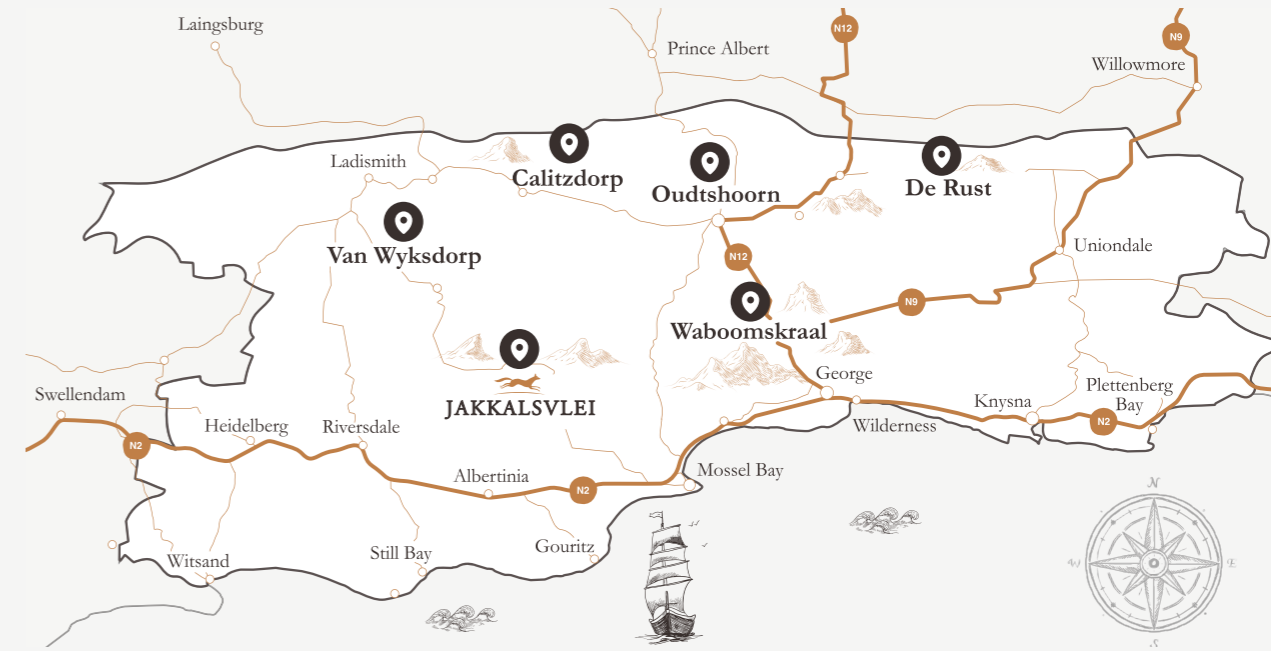 Laingsburg
N12
N9
Prince Albert
Willowmore
Ladismith
Calitzdorp
Oudtshoorn
De Rust
Van Wyksdorp
N12
Uniondale
N9
Waboomskraal
George
JAKKALSVLEI
Swellendam
Heidelberg
Riversdale
N2
Knysna
Plettenberg
Bay
N2
Wilderness
Albertinia
N2
Mossel Bay
N
Gouritz
Still Bay
Witsand
W
E
S